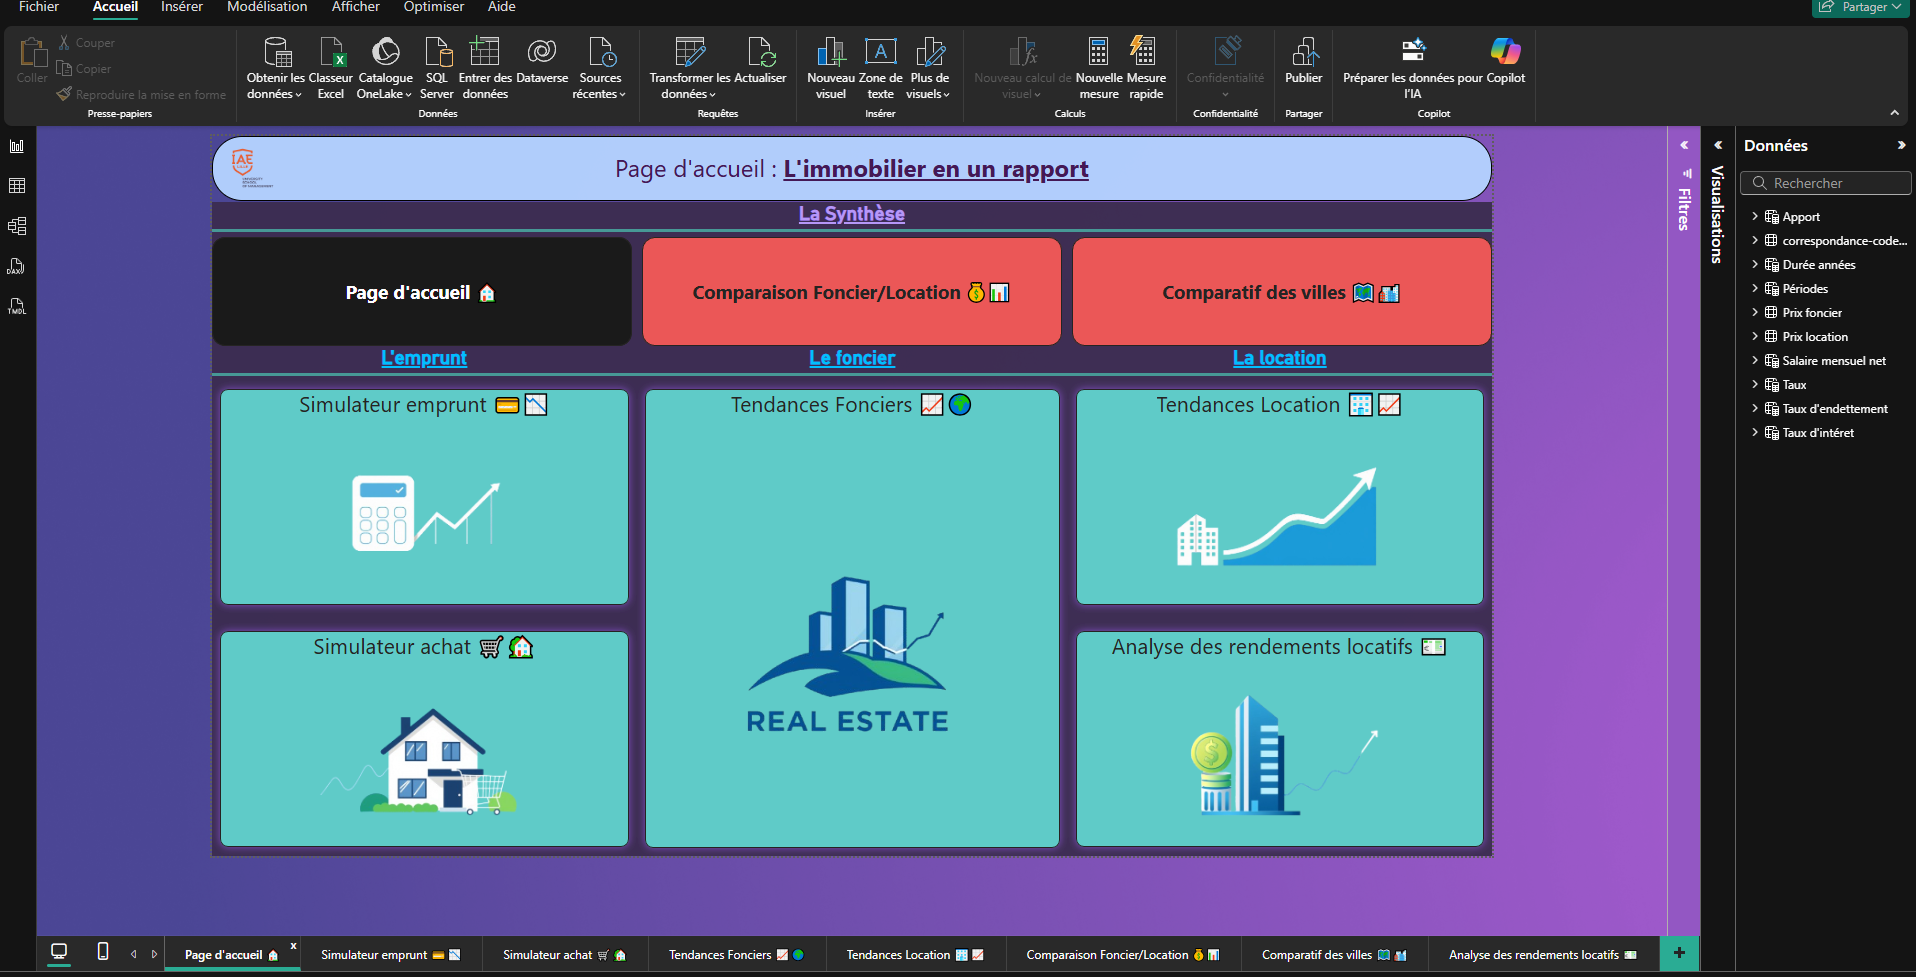 Fichier Accueil Insérer Modélisation Afficher Optimiser Aide Partager
Coller
Couper
Copier
Reproduire la mise en forme
Presse-papiers
Obtenir les données
Classeur Excel
Catalogue OneLake
SQL Server
Entrer des données
Dataverse
Sources récentes
Données
Transformer les données
Actualiser
Requêtes
Nouveau visuel
Zone de texte
Plus de visuels
Insérer
Nouveau calcul de visuel
Nouvelle mesure
Mesure rapide
Calculs
Confidentialité
Confidentialité
Publier
Partager
Préparer les données pour l'IA
Copilot
Copilot
IAE
Page d'accueil : L'immobilier en un rapport
La Synthèse
Page d'accueil
Comparaison Foncier/Location
Comparatif des villes
L'emprunt
Le foncier
La location
Simulateur emprunt
Tendances Fonciers
Tendances Location
REAL ESTATE
Simulateur achat
Analyse des rendements locatifs
Filtres
Visualisations
Données
Rechercher
Apport
correspondance-code...
Durée années
Périodes
Prix foncier
Prix location
Salaire mensuel net
Taux
Taux d'endettement
Taux d'intéret
DAX
TMDL
Page d'accueil x
Simulateur emprunt
Simulateur achat
Tendances Fonciers
Tendances Location
Comparaison Foncier/Location
Comparatif des villes
Analyse des rendements locatifs
+